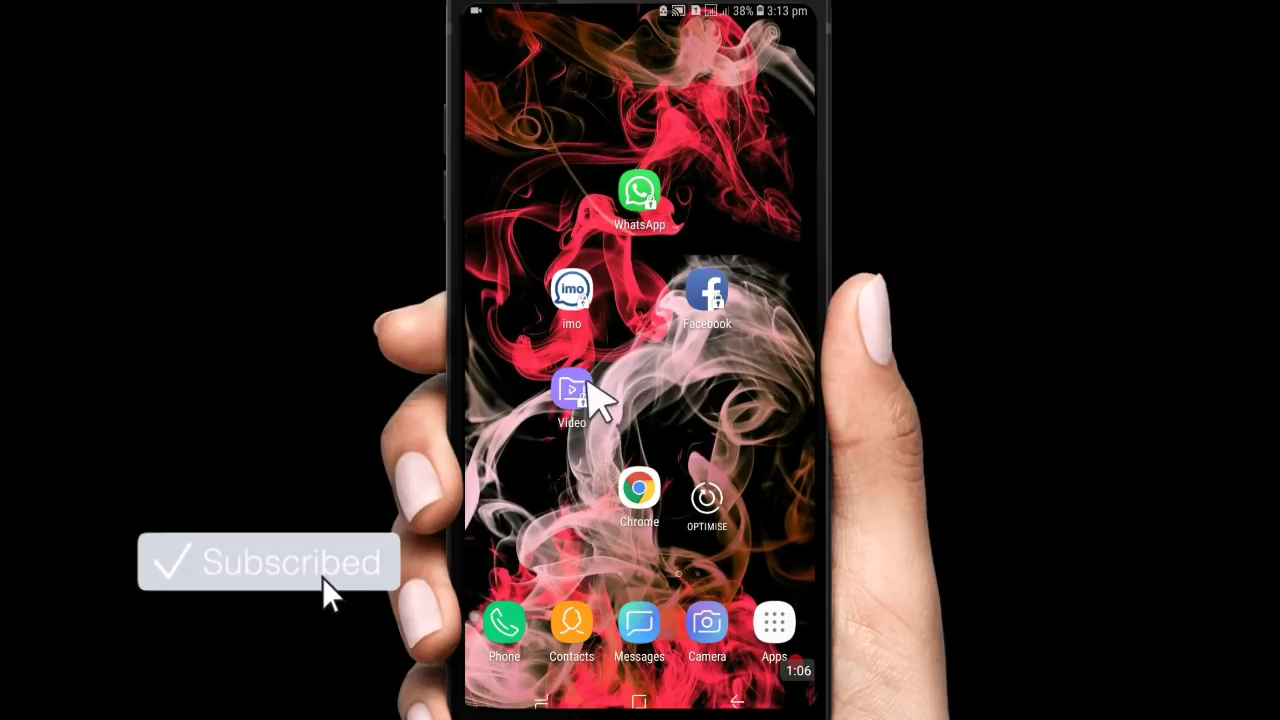 38% 3:13 pm
WhatsApp
imo
imo
Facebook
Video
Chrome
OPTIMISE
Subscribed
Phone
Contacts
Messages
Camera
Apps
1:06